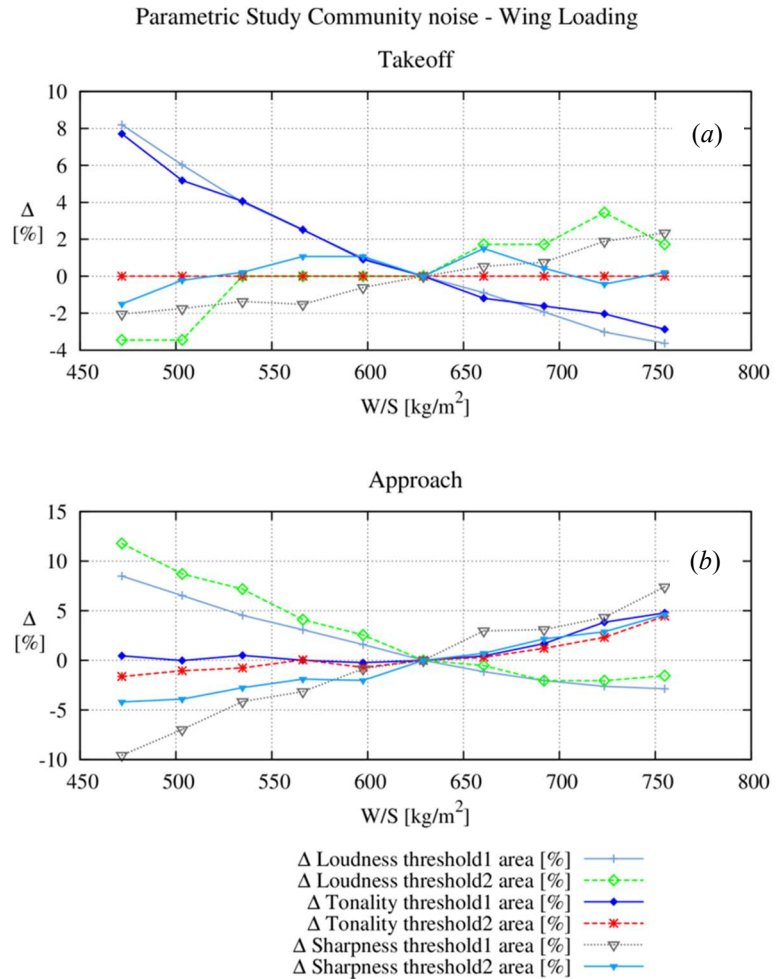 Parametric Study Community noise - Wing Loading
Takeoff
10
8
6
4
2
0
-2
-4
Δ
[%]
(a)
450 500 550 600 650 700 750 800
W/S [kg/m²]
Approach
15
10
5
0
-5
-10
Δ
[%]
(b)
450 500 550 600 650 700 750 800
W/S [kg/m²]
Δ Loudness threshold1 area [%]
Δ Loudness threshold2 area [%]
Δ Tonality threshold1 area [%]
Δ Tonality threshold2 area [%]
Δ Sharpness threshold1 area [%]
Δ Sharpness threshold2 area [%]